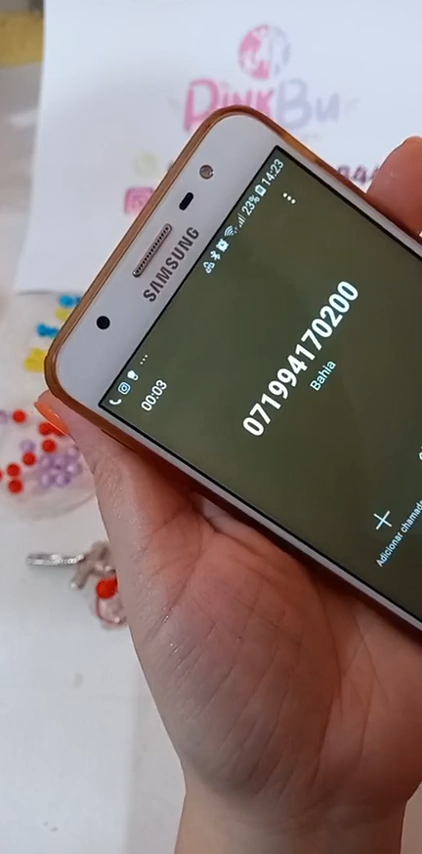 PinkBu
SAMSUNG
23% 14:23
00:03
071994170200
Bahia
Adicionar chamada